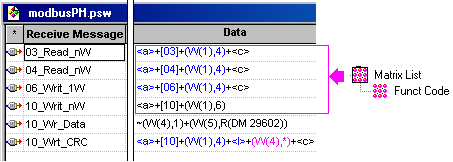 modbusPM.psw
* Receive Message Data
03_Read_nW <a>+[03]+(W(1),4)+<c>
04_Read_nW <a>+[04]+(W(1),4)+<c>
06_Writ_1W <a>+[06]+(W(1),4)+<c>
10_Writ_nW <a>+[10]+(W(1),6)
10_Wr_Data ~(W(4),1)+(W(5),R(DM 29602))
10_Wrt_CRC <a>+[10]+(W(1),4)+<l>+(W(4),*)+<c>
Matrix List
Funct Code